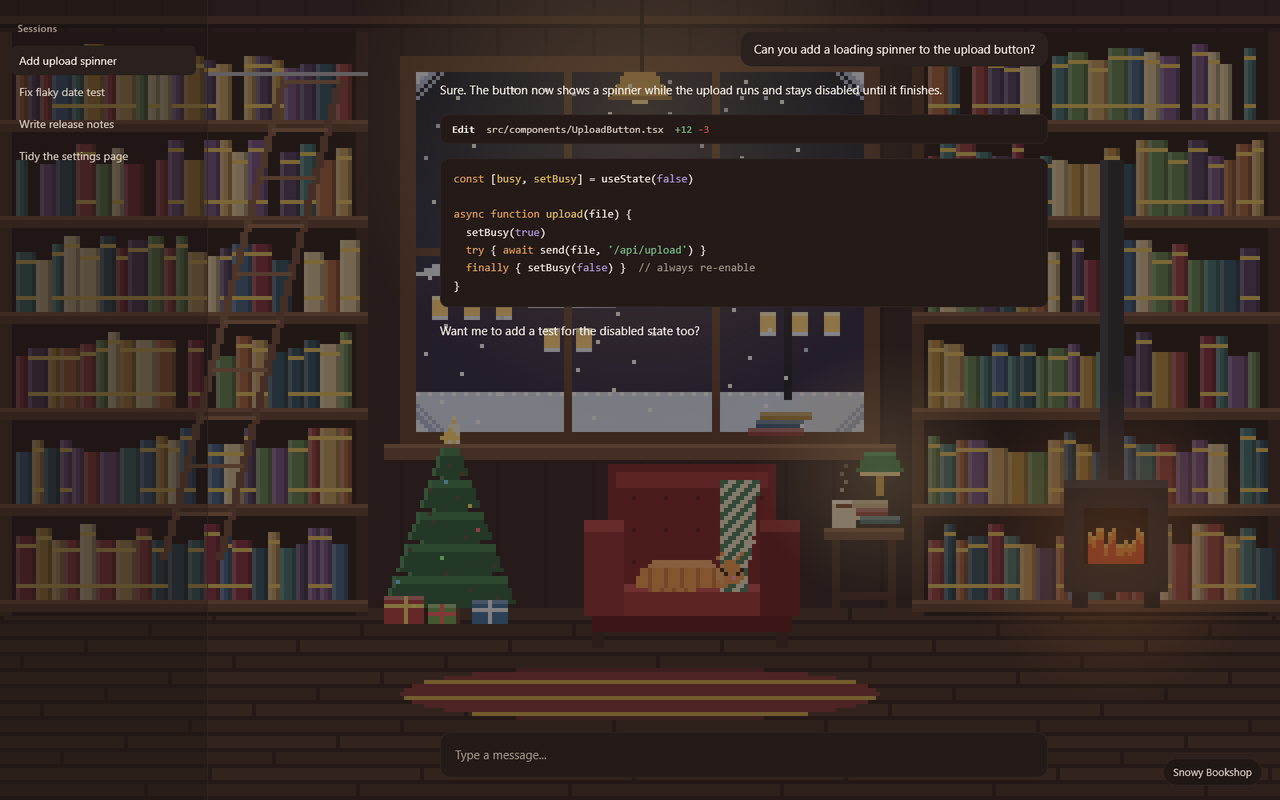 Sessions
Add upload spinner
Fix flaky date test
Write release notes
Tidy the settings page
Can you add a loading spinner to the upload button?
Sure. The button now shows a spinner while the upload runs and stays disabled until it finishes.
Edit src/components/UploadButton.tsx +12 -3
const [busy, setBusy] = useState(false)
async function upload(file) {
  setBusy(true)
  try { await send(file, '/api/upload') }
  finally { setBusy(false) }  // always re-enable
}
Want me to add a test for the disabled state too?
Type a message...
Snowy Bookshop